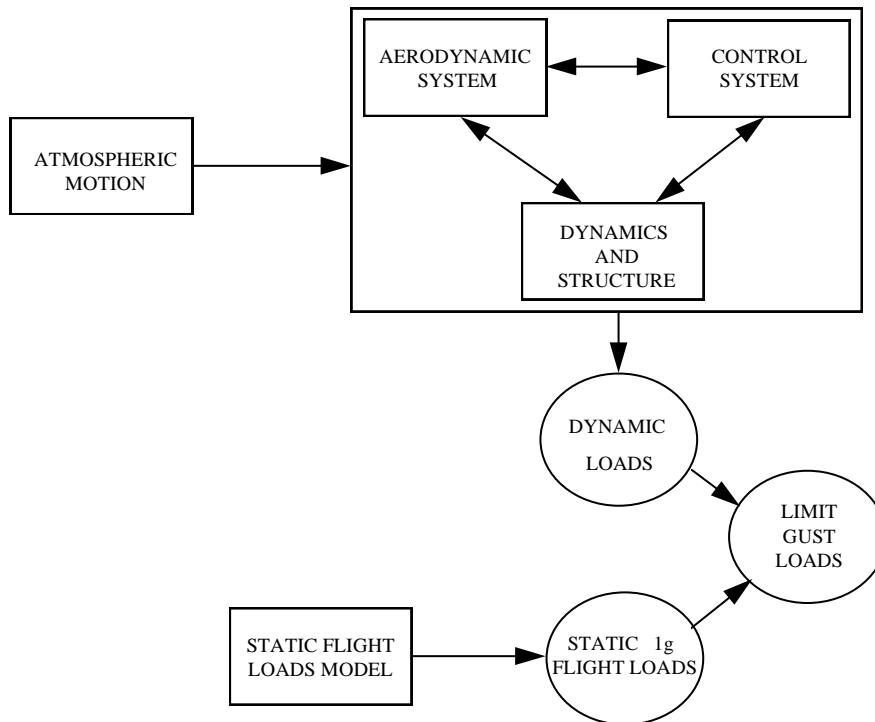 AERODYNAMIC
SYSTEM
CONTROL
SYSTEM
ATMOSPHERIC
MOTION
DYNAMICS
AND
STRUCTURE
DYNAMIC
LOADS
LIMIT
GUST
LOADS
STATIC FLIGHT
LOADS MODEL
STATIC 1g
FLIGHT LOADS